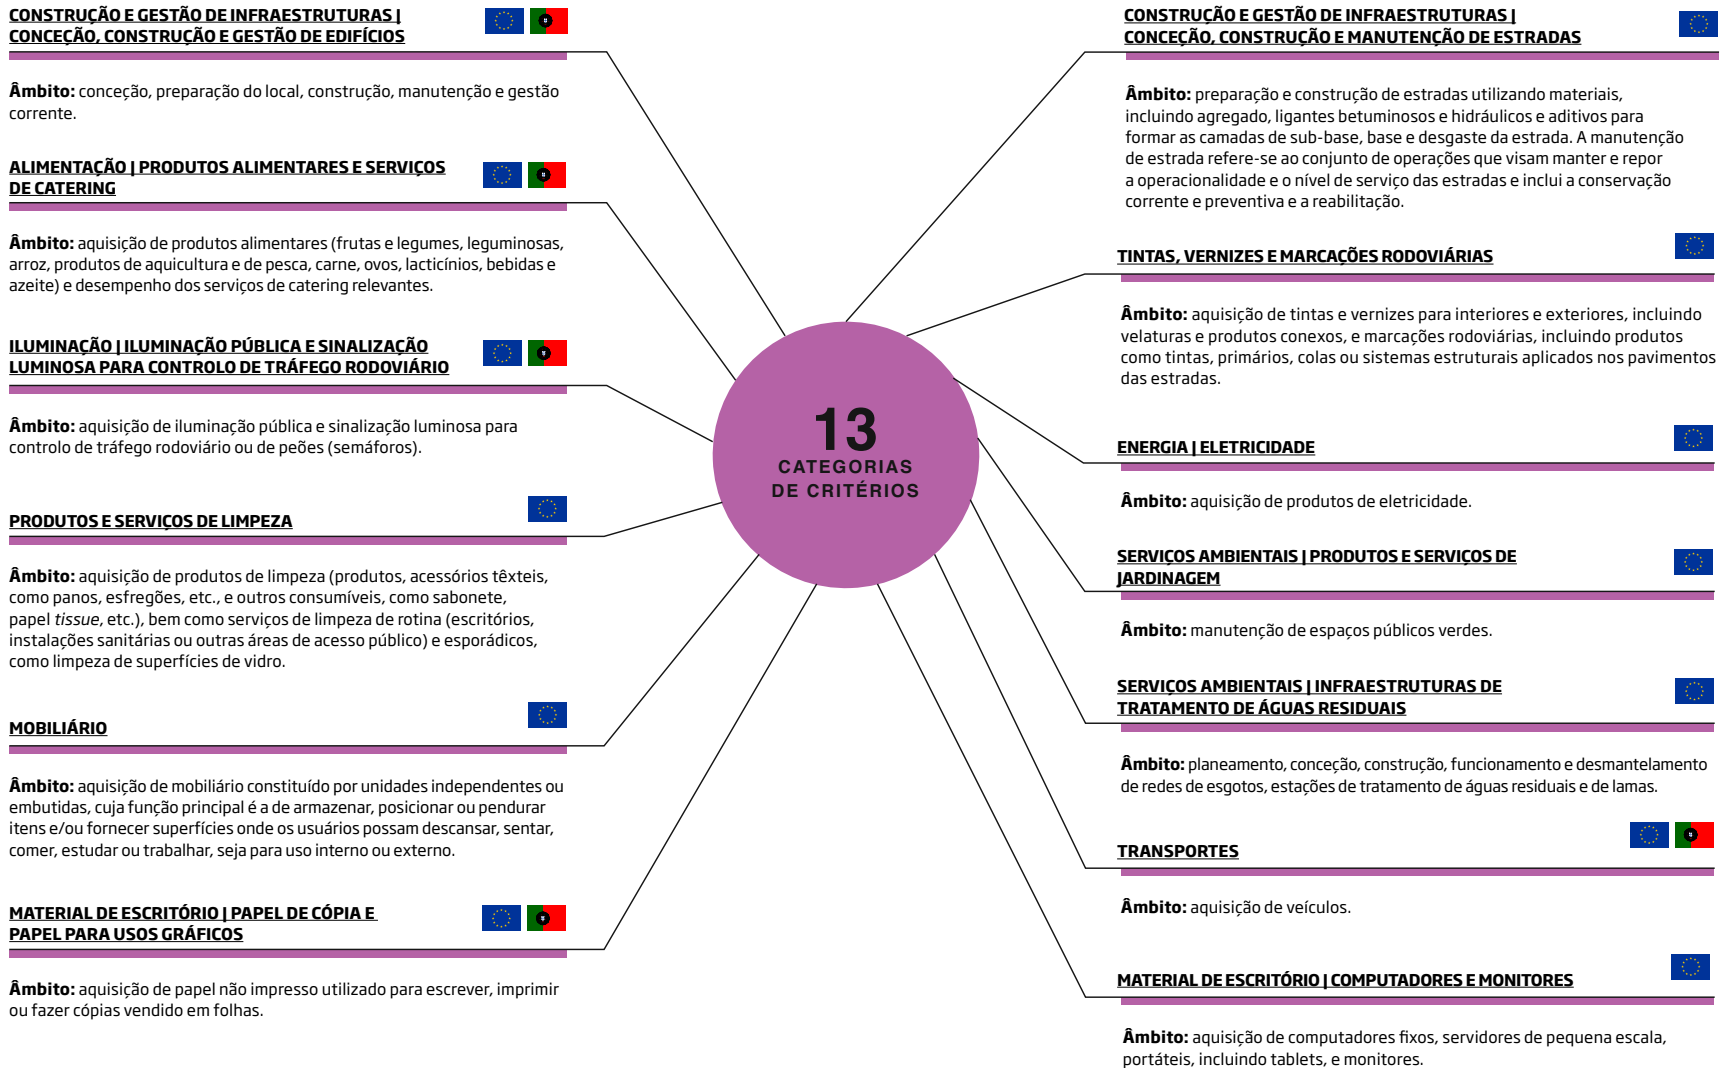 CONSTRUÇÃO E GESTÃO DE INFRAESTRUTURAS |
CONCEÇÃO, CONSTRUÇÃO E GESTÃO DE EDIFÍCIOS
Âmbito: conceção, preparação do local, construção, manutenção e gestão
corrente.
ALIMENTAÇÃO | PRODUTOS ALIMENTARES E SERVIÇOS
DE CATERING
Âmbito: aquisição de produtos alimentares (frutas e legumes, leguminosas,
arroz, produtos de aquicultura e de pesca, carne, ovos, lacticínios, bebidas e
azeite) e desempenho dos serviços de catering relevantes.
ILUMINAÇÃO | ILUMINAÇÃO PÚBLICA E SINALIZAÇÃO
LUMINOSA PARA CONTROLO DE TRÁFEGO RODOVIÁRIO
Âmbito: aquisição de iluminação pública e sinalização luminosa para
controlo de tráfego rodoviário ou de peões (semáforos).
PRODUTOS E SERVIÇOS DE LIMPEZA
Âmbito: aquisição de produtos de limpeza (produtos, acessórios têxteis,
como panos, esfregões, etc., e outros consumíveis, como sabonete,
papel tissue, etc.), bem como serviços de limpeza de rotina (escritórios,
instalações sanitárias ou outras áreas de acesso público) e esporádicos,
como limpeza de superfícies de vidro.
MOBILIÁRIO
Âmbito: aquisição de mobiliário constituído por unidades independentes ou
embutidas, cuja função principal é a de armazenar, posicionar ou pendurar
itens e/ou fornecer superfícies onde os usuários possam descansar, sentar,
comer, estudar ou trabalhar, seja para uso interno ou externo.
MATERIAL DE ESCRITÓRIO | PAPEL DE CÓPIA E
PAPEL PARA USOS GRÁFICOS
Âmbito: aquisição de papel não impresso utilizado para escrever, imprimir
ou fazer cópias vendido em folhas.
13
CATEGORIAS
DE CRITÉRIOS
CONSTRUÇÃO E GESTÃO DE INFRAESTRUTURAS |
CONCEÇÃO, CONSTRUÇÃO E MANUTENÇÃO DE ESTRADAS
Âmbito: preparação e construção de estradas utilizando materiais,
incluindo agregado, ligantes betuminosos e hidráulicos e aditivos para
formar as camadas de sub-base, base e desgaste da estrada. A manutenção
de estrada refere-se ao conjunto de operações que visam manter e repor
a operacionalidade e o nível de serviço das estradas e inclui a conservação
corrente e preventiva e a reabilitação.
TINTAS, VERNIZES E MARCAÇÕES RODOVIÁRIAS
Âmbito: aquisição de tintas e vernizes para interiores e exteriores, incluindo
velaturas e produtos conexos, e marcações rodoviárias, incluindo produtos
como tintas, primários, colas ou sistemas estruturais aplicados nos pavimentos
das estradas.
ENERGIA | ELETRICIDADE
Âmbito: aquisição de produtos de eletricidade.
SERVIÇOS AMBIENTAIS | PRODUTOS E SERVIÇOS DE
JARDINAGEM
Âmbito: manutenção de espaços públicos verdes.
SERVIÇOS AMBIENTAIS | INFRAESTRUTURAS DE
TRATAMENTO DE ÁGUAS RESIDUAIS
Âmbito: planeamento, conceção, construção, funcionamento e desmantelamento
de redes de esgotos, estações de tratamento de águas residuais e de lamas.
TRANSPORTES
Âmbito: aquisição de veículos.
MATERIAL DE ESCRITÓRIO | COMPUTADORES E MONITORES
Âmbito: aquisição de computadores fixos, servidores de pequena escala,
portáteis, incluindo tablets, e monitores.